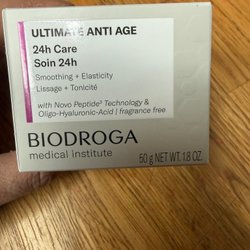 ULTIMATE ANTI AGE
24h Care
Soin 24h
Smoothing + Elasticity
Lissage + Tonicité
with Novo Peptide³ Technology &
Oligo-Hyaluronic-Acid | fragrance free
BIODROGA
medical institute
50 g NET WT. 1.8 OZ.